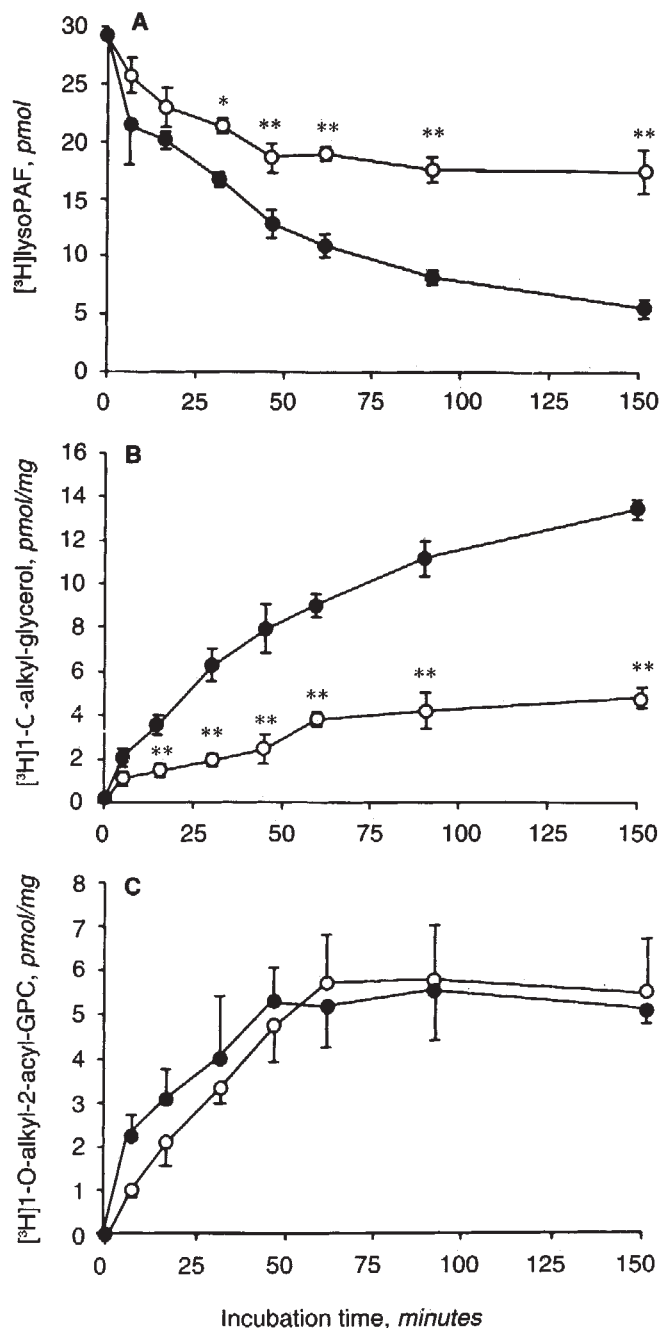 A
[³H]lysoPAF, pmol
30
25
20
15
10
5
0
* ** ** ** **
0 25 50 75 100 125 150
B
[³H]1-C-alkyl-glycerol, pmol/mg
16
14
12
10
8
6
4
2
0
** ** ** ** ** **
0 25 50 75 100 125 150
C
[³H]1-O-alkyl-2-acyl-GPC, pmol/mg
8
7
6
5
4
3
2
1
0
0 25 50 75 100 125 150
Incubation time, minutes